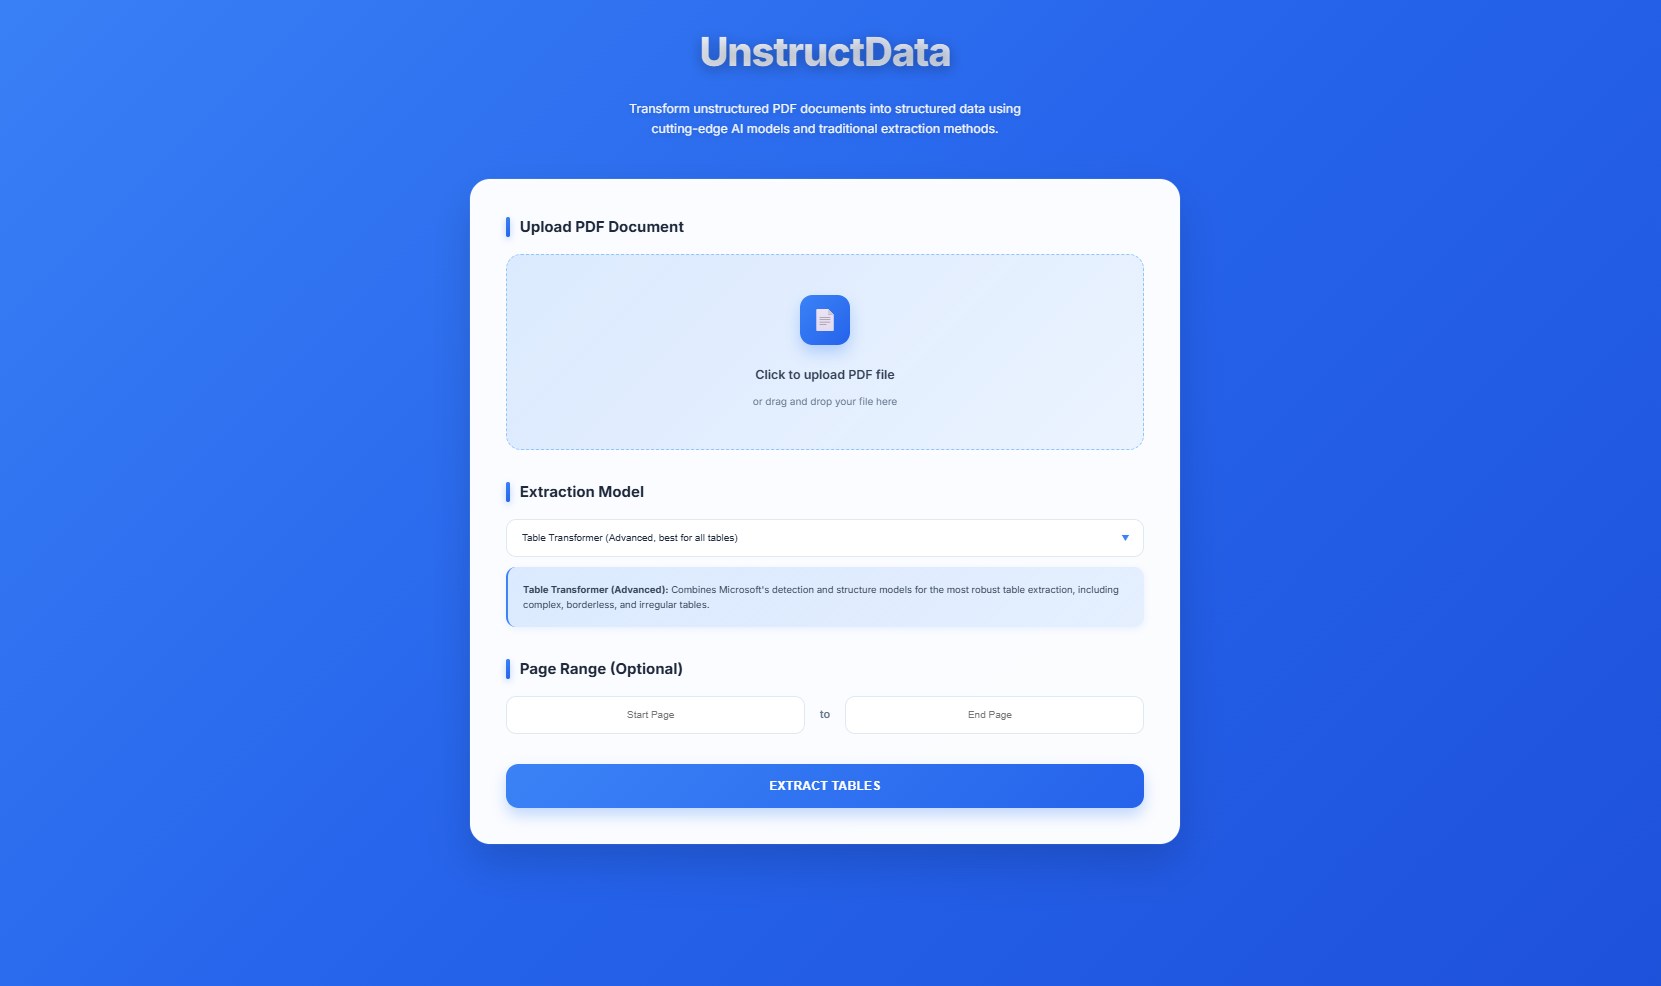 UnstructData
Transform unstructured PDF documents into structured data using
cutting-edge AI models and traditional extraction methods.
Upload PDF Document
Click to upload PDF file
or drag and drop your file here
Extraction Model
Table Transformer (Advanced, best for all tables)
Table Transformer (Advanced): Combines Microsoft's detection and structure models for the most robust table extraction, including
complex, borderless, and irregular tables.
Page Range (Optional)
Start Page to End Page
EXTRACT TABLES